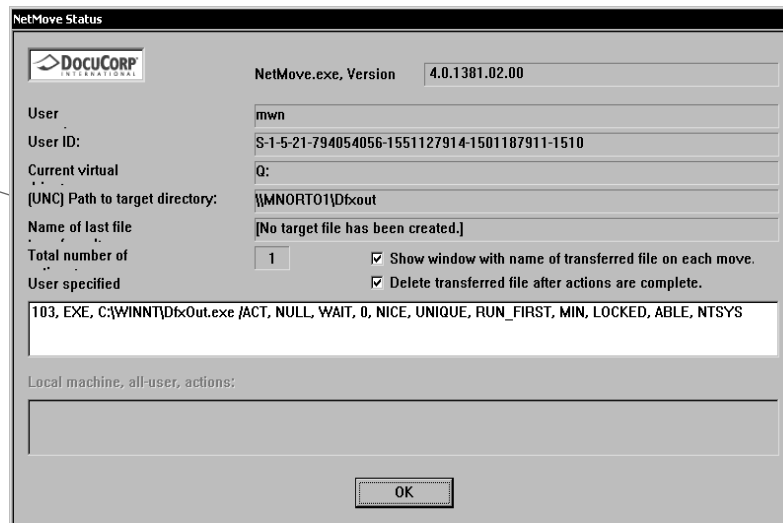 NetMove Status
DOCUCORP
INTERNATIONAL
NetMove.exe, Version 4.0.1381.02.00
User mwn
User ID: S-1-5-21-794054056-1551127914-1501187911-1510
Current virtual Q:
(UNC) Path to target directory: \\MNORTO1\Dfxout
Name of last file [No target file has been created.]
Total number of 1 Show window with name of transferred file on each move.
User specified Delete transferred file after actions are complete.
103, EXE, C:\WINNT\DfxOut.exe /ACT, NULL, WAIT, 0, NICE, UNIQUE, RUN_FIRST, MIN, LOCKED, ABLE, NTSYS
Local machine, all-user, actions:
OK